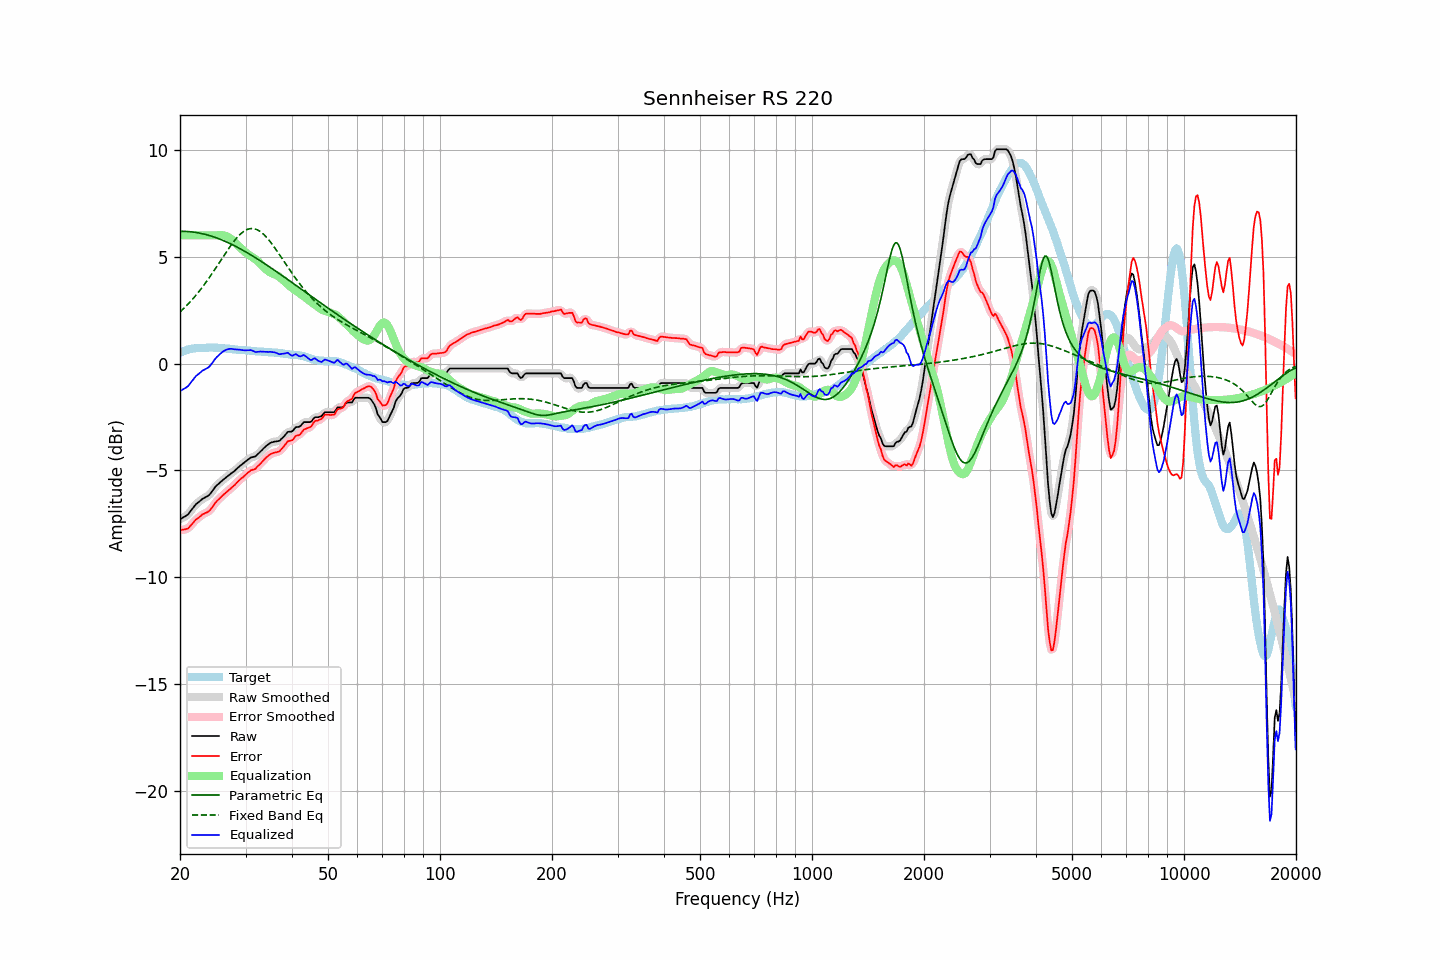 Sennheiser RS 220
Amplitude (dBr)
10
5
0
−5
−10
−15
−20
Target
Raw Smoothed
Error Smoothed
Raw
Error
Equalization
Parametric Eq
Fixed Band Eq
Equalized
20 50 100 200 500 1000 2000 5000 10000 20000
Frequency (Hz)